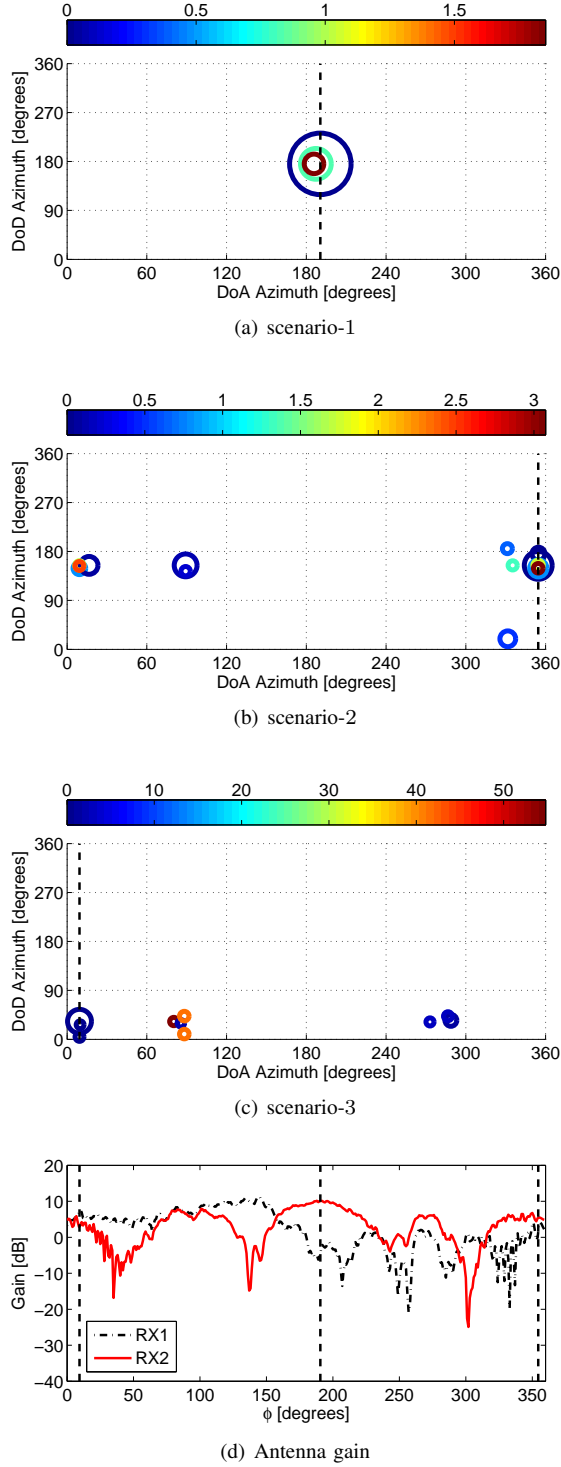 0 0.5 1 1.5
360
270
180
90
0
DoD Azimuth [degrees]
0 60 120 180 240 300 360
DoA Azimuth [degrees]
(a) scenario-1
0 0.5 1 1.5 2 2.5 3
360
270
180
90
0
DoD Azimuth [degrees]
0 60 120 180 240 300 360
DoA Azimuth [degrees]
(b) scenario-2
0 10 20 30 40 50
360
270
180
90
0
DoD Azimuth [degrees]
0 60 120 180 240 300 360
DoA Azimuth [degrees]
(c) scenario-3
20
10
0
−10
−20
−30
−40
Gain [dB]
RX1
RX2
0 50 100 150 200 250 300 350
ϕ [degrees]
(d) Antenna gain